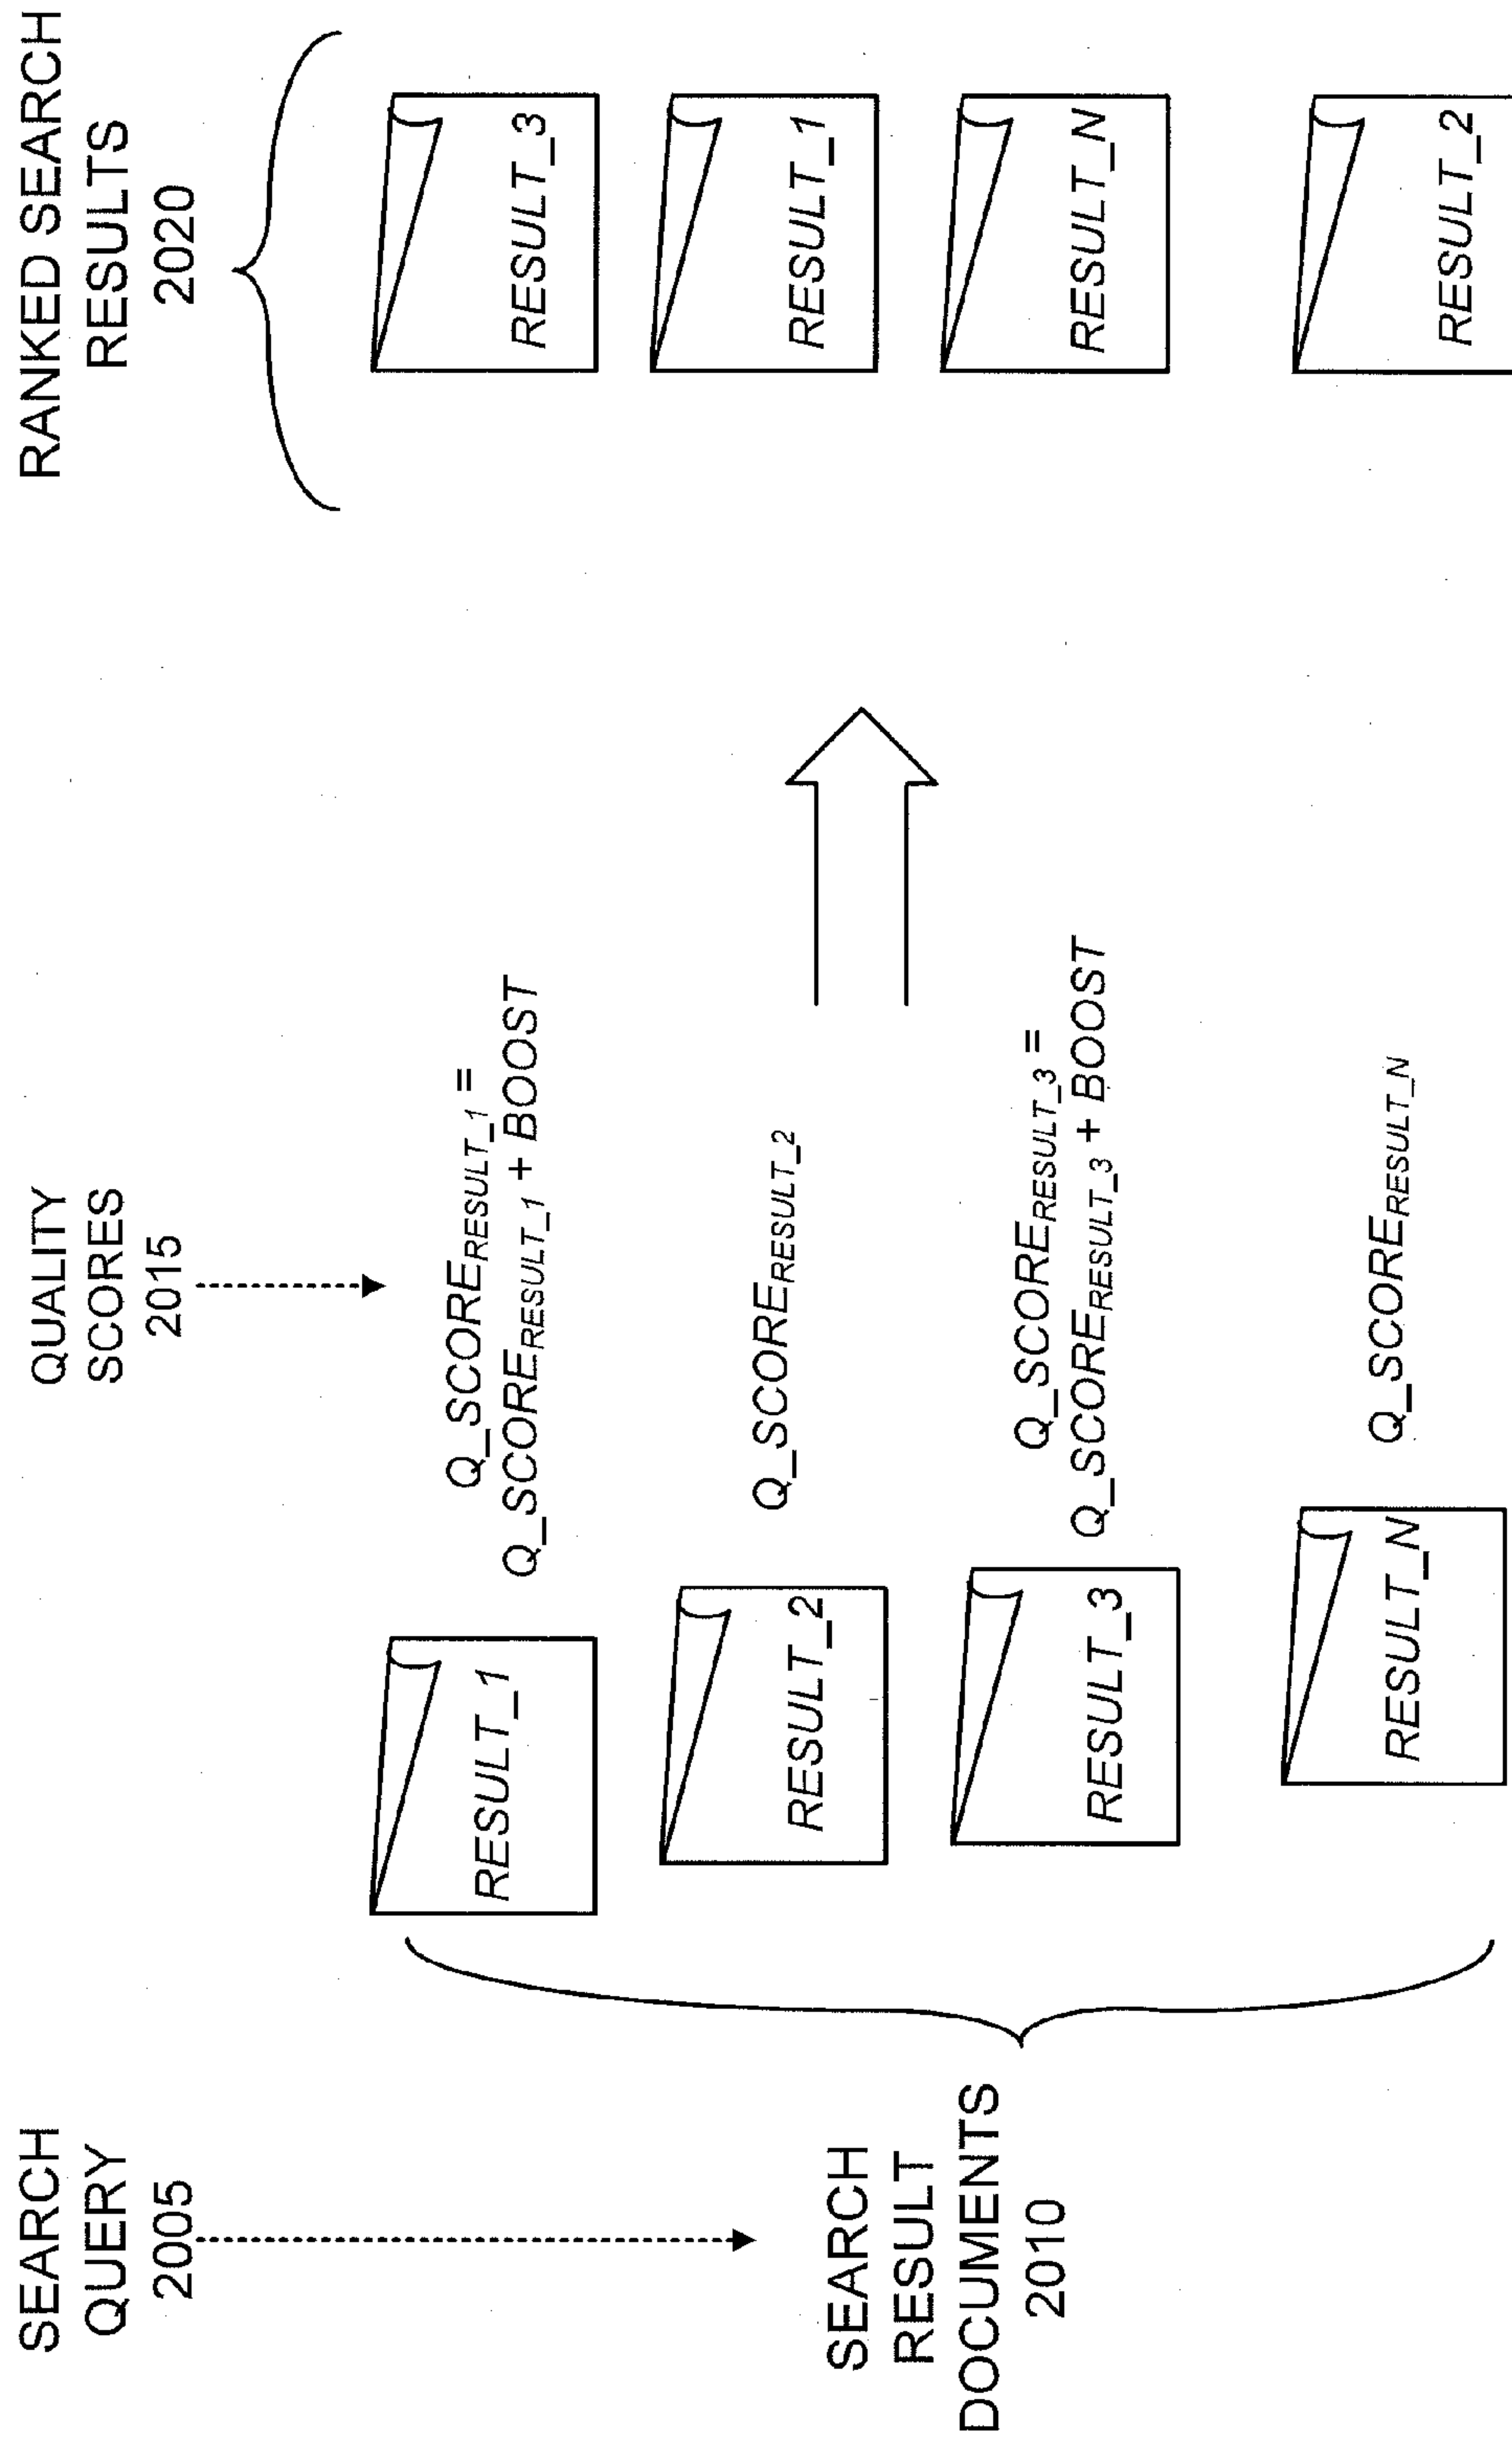 SEARCH
QUERY
2005
SEARCH
RESULT
DOCUMENTS
2010
QUALITY
SCORES
2015
RESULT_1
Q_SCORERESULT_1 =
Q_SCORERESULT_1 + BOOST
RESULT_2
Q_SCORERESULT_2
RESULT_3
Q_SCORERESULT_3 =
Q_SCORERESULT_3 + BOOST
RESULT_N
Q_SCORERESULT_N
RANKED SEARCH
RESULTS
2020
RESULT_3
RESULT_1
RESULT_N
RESULT_2